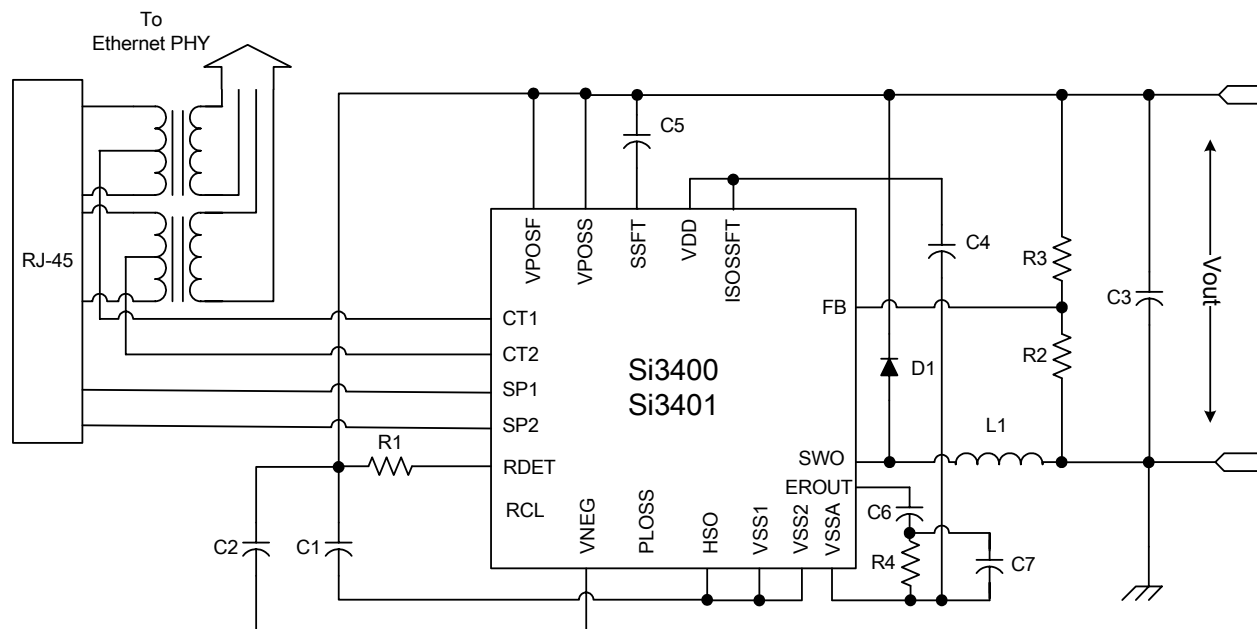 To
Ethernet PHY
RJ-45
C5
VPOSF
VPOSS
SSFT
VDD
ISOSSFT
C4
R3
C3
Vout
FB
R2
CT1
CT2
SP1
SP2
RDET
RCL
R1
Si3400
Si3401
D1
L1
SWO
EROUT
C6
C7
R4
VNEG
PLOSS
HSO
VSS1
VSS2
VSSA
C2
C1